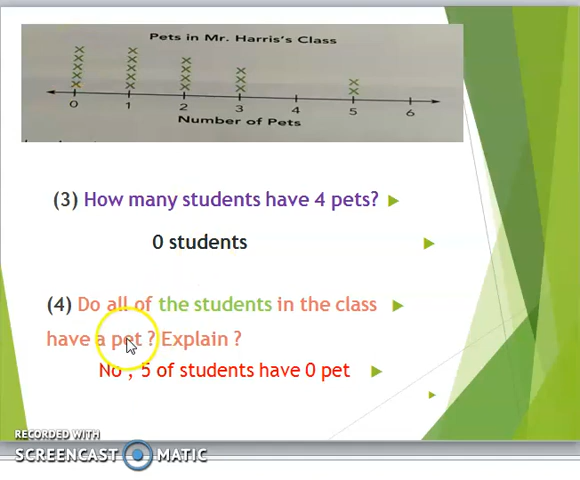 Pets in Mr. Harris's Class
0 1 2 3 4 5 6
Number of Pets
(3) How many students have 4 pets?
0 students
(4) Do all of the students in the class
have a pet ? Explain ?
No , 5 of students have 0 pet
RECORDED WITH
SCREENCAST MATIC